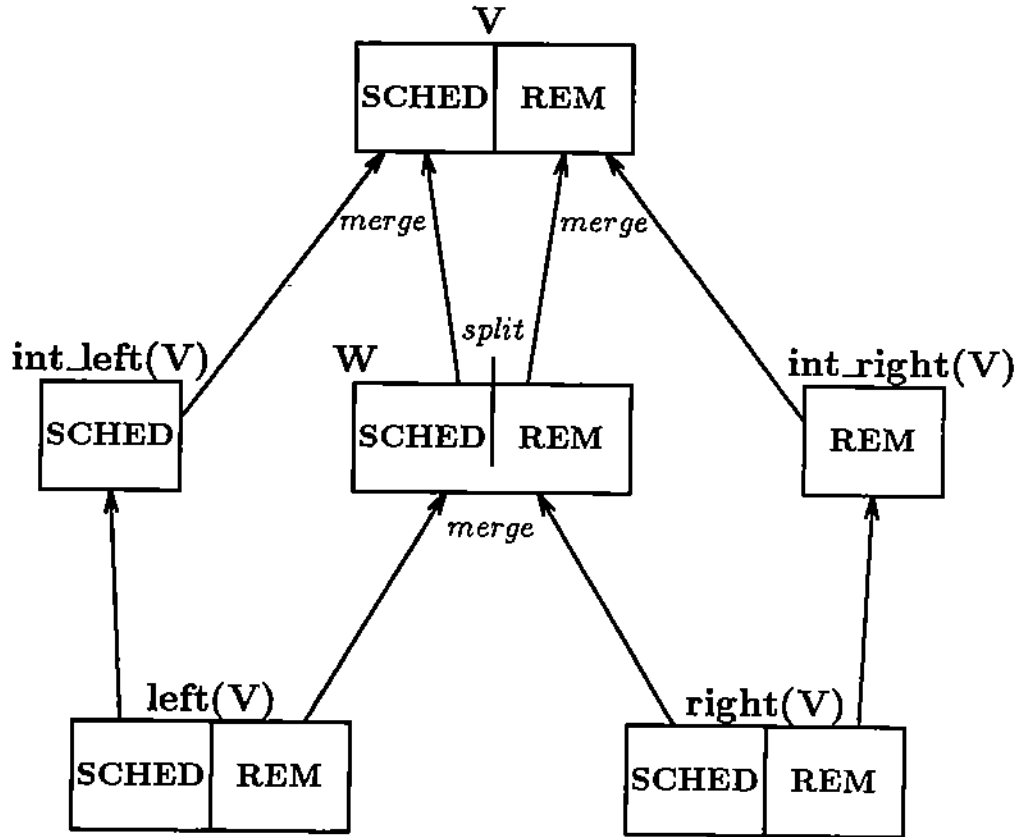 V
SCHED REM
merge merge
split
int_left(V) W int_right(V)
SCHED SCHED REM REM
merge
left(V) right(V)
SCHED REM SCHED REM